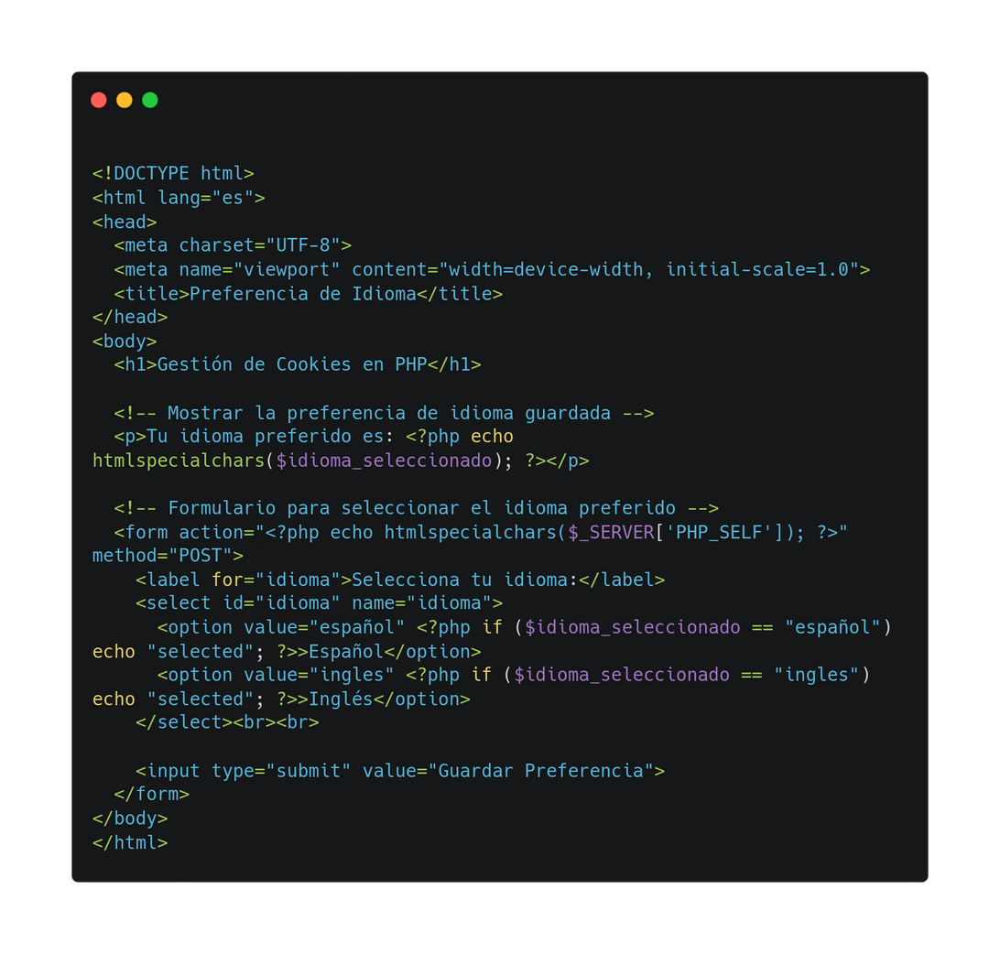 <!DOCTYPE html>
<html lang="es">
<head>
  <meta charset="UTF-8">
  <meta name="viewport" content="width=device-width, initial-scale=1.0">
  <title>Preferencia de Idioma</title>
</head>
<body>
  <h1>Gestión de Cookies en PHP</h1>

  <!-- Mostrar la preferencia de idioma guardada -->
  <p>Tu idioma preferido es: <?php echo
htmlspecialchars($idioma_seleccionado); ?></p>

  <!-- Formulario para seleccionar el idioma preferido -->
  <form action="<?php echo htmlspecialchars($_SERVER['PHP_SELF']); ?>"
method="POST">
    <label for="idioma">Selecciona tu idioma:</label>
    <select id="idioma" name="idioma">
      <option value="español" <?php if ($idioma_seleccionado == "español")
echo "selected"; ?>>Español</option>
      <option value="ingles" <?php if ($idioma_seleccionado == "ingles")
echo "selected"; ?>>Inglés</option>
    </select><br><br>

    <input type="submit" value="Guardar Preferencia">
  </form>
</body>
</html>